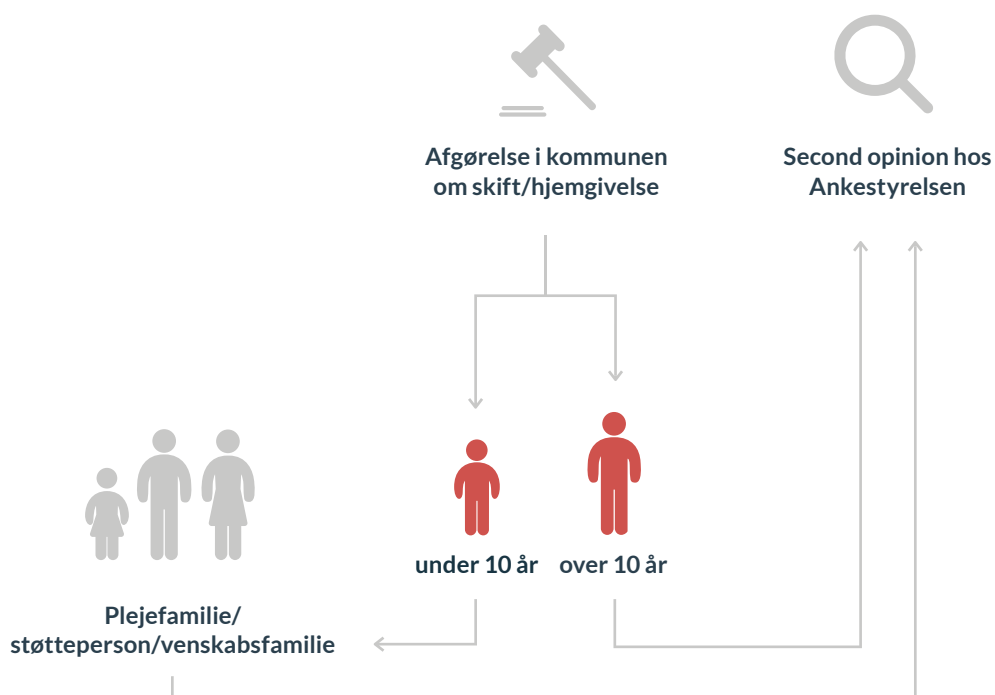 Afgørelse i kommunen
om skift/hjemgivelse
Second opinion hos
Ankestyrelsen
under 10 år
over 10 år
Plejefamilie/
støtteperson/venskabsfamilie